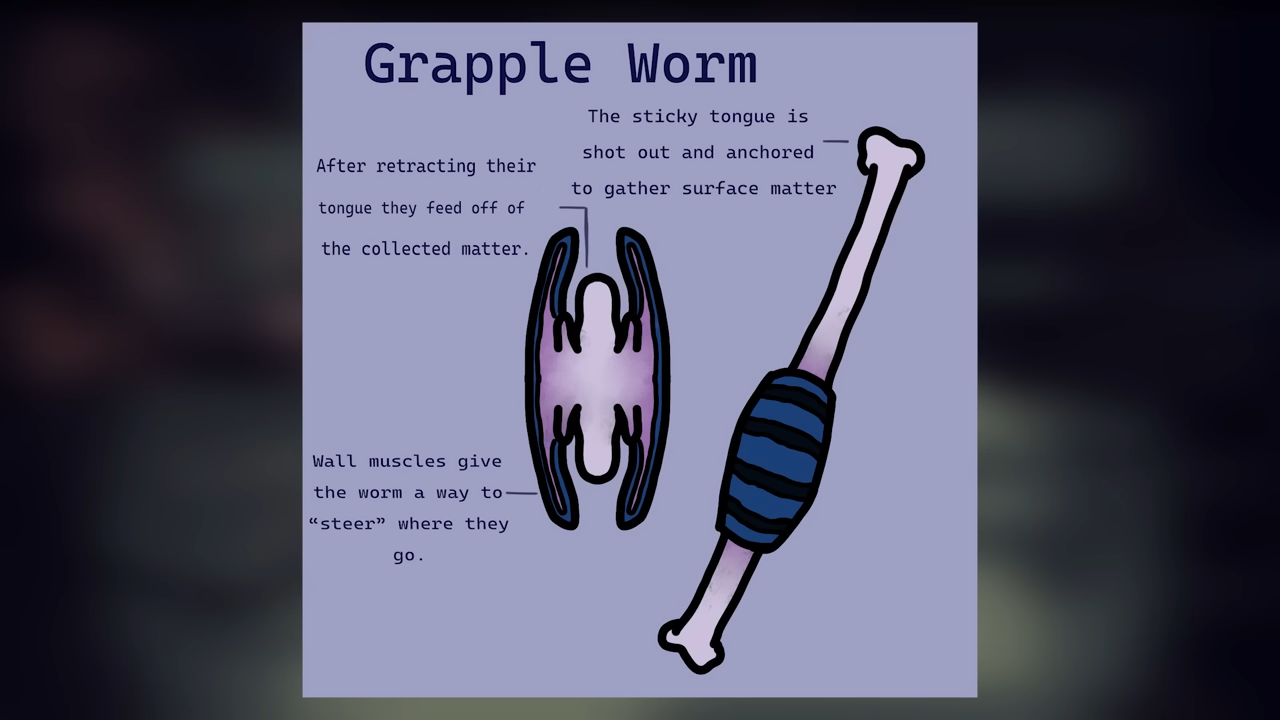 Grapple Worm
The sticky tongue is
shot out and anchored
to gather surface matter
After retracting their
tongue they feed off of
the collected matter.
Wall muscles give
the worm a way to
“steer” where they
go.